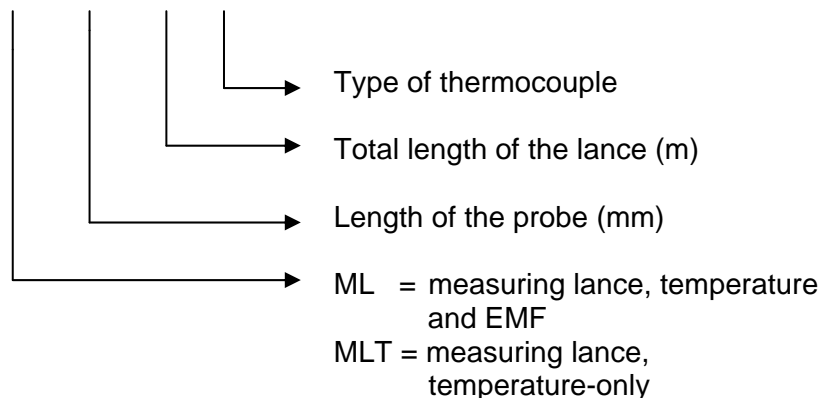 Type of thermocouple
Total length of the lance (m)
Length of the probe (mm)
ML = measuring lance, temperature
and EMF
MLT = measuring lance,
temperature-only